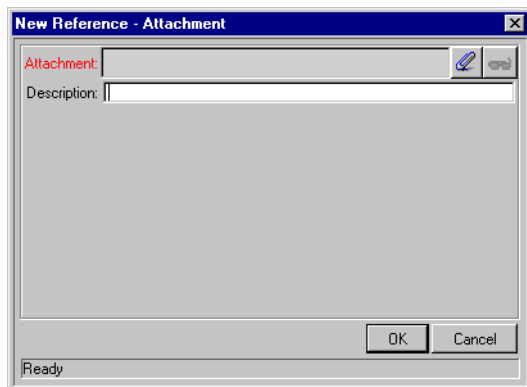 New Reference - Attachment
Attachment:
Description:
OK Cancel
Ready